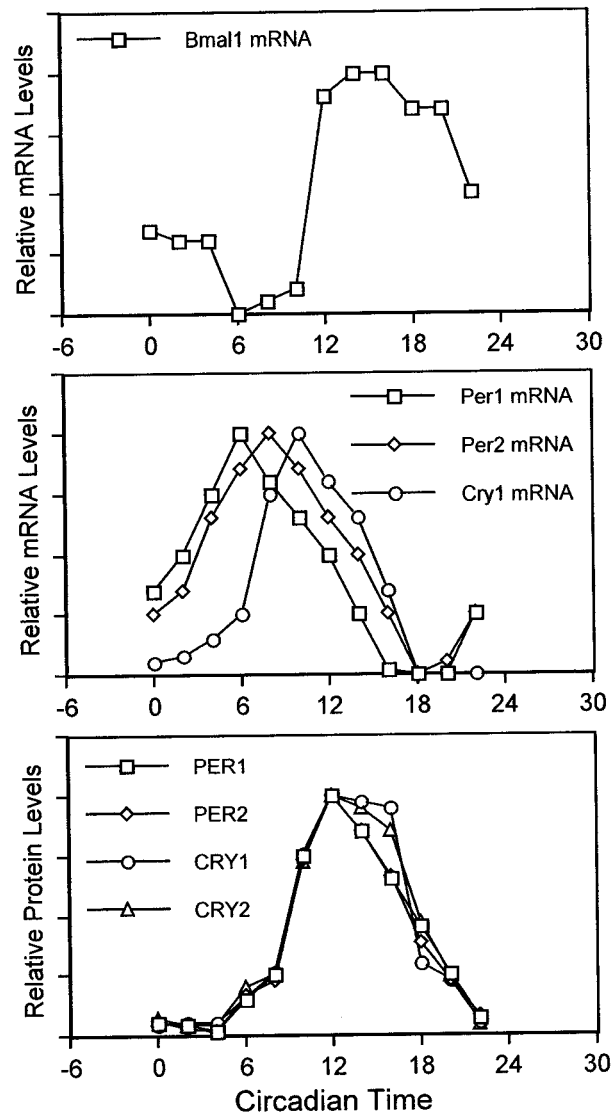 Bmal1 mRNA
Relative mRNA Levels
-6 0 6 12 18 24 30
Per1 mRNA
Per2 mRNA
Cry1 mRNA
Relative mRNA Levels
-6 0 6 12 18 24 30
PER1
PER2
CRY1
CRY2
Relative Protein Levels
-6 0 6 12 18 24 30
Circadian Time